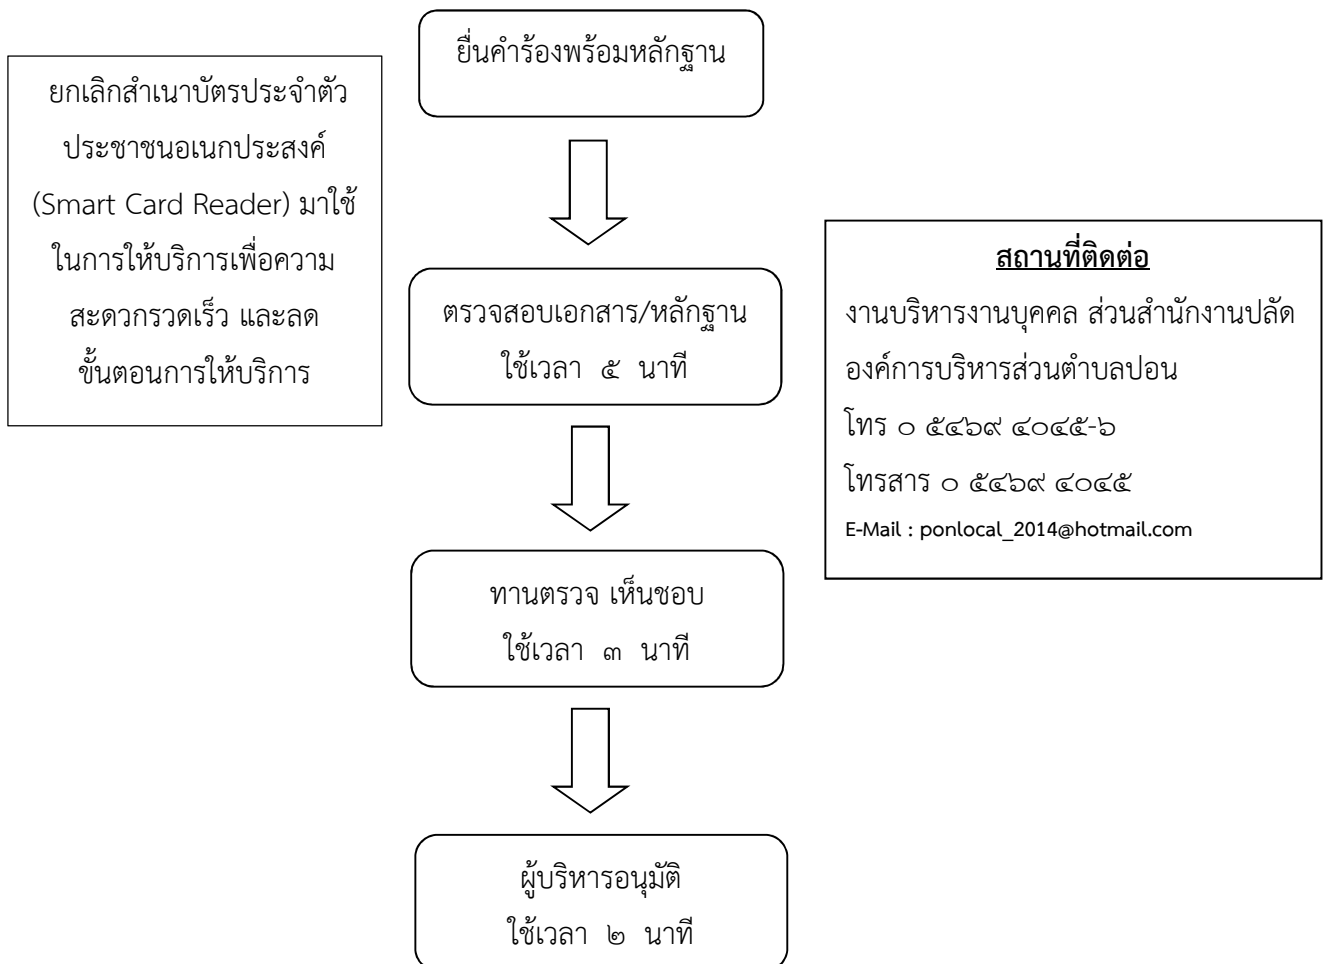 ยื่นคำร้องพร้อมหลักฐาน
ยกเลิกสำเนาบัตรประจำตัว
ประชาชนอเนกประสงค์
(Smart Card Reader) มาใช้
ในการให้บริการเพื่อความ
สะดวกรวดเร็ว และลด
ขั้นตอนการให้บริการ
ตรวจสอบเอกสาร/หลักฐาน
ใช้เวลา ๕ นาที
สถานที่ติดต่อ
งานบริหารงานบุคคล ส่วนสำนักงานปลัด
องค์การบริหารส่วนตำบลปอน
โทร ๐ ๕๔๖๙ ๔๐๔๕-๖
โทรสาร ๐ ๕๔๖๙ ๔๐๔๕
E-Mail : ponlocal_2014@hotmail.com
ทานตรวจ เห็นชอบ
ใช้เวลา ๓ นาที
ผู้บริหารอนุมัติ
ใช้เวลา ๒ นาที